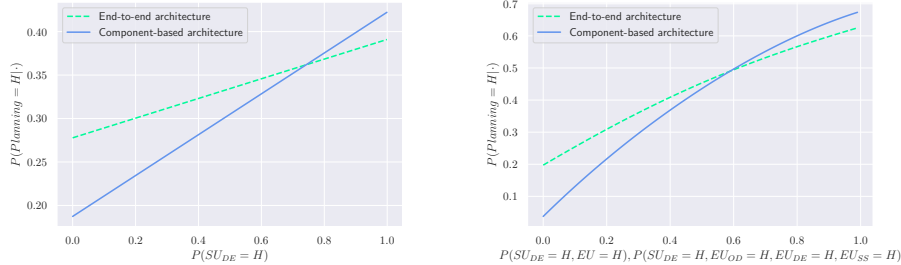 End-to-end architecture
Component-based architecture
P(Planning = H|·)
0.40
0.35
0.30
0.25
0.20
0.0 0.2 0.4 0.6 0.8 1.0
P(SU_DE = H)
End-to-end architecture
Component-based architecture
P(Planning = H|·)
0.7
0.6
0.5
0.4
0.3
0.2
0.1
0.0 0.2 0.4 0.6 0.8 1.0
P(SU_DE = H, EU = H), P(SU_DE = H, EU_OD = H, EU_DE = H, EU_SS = H)